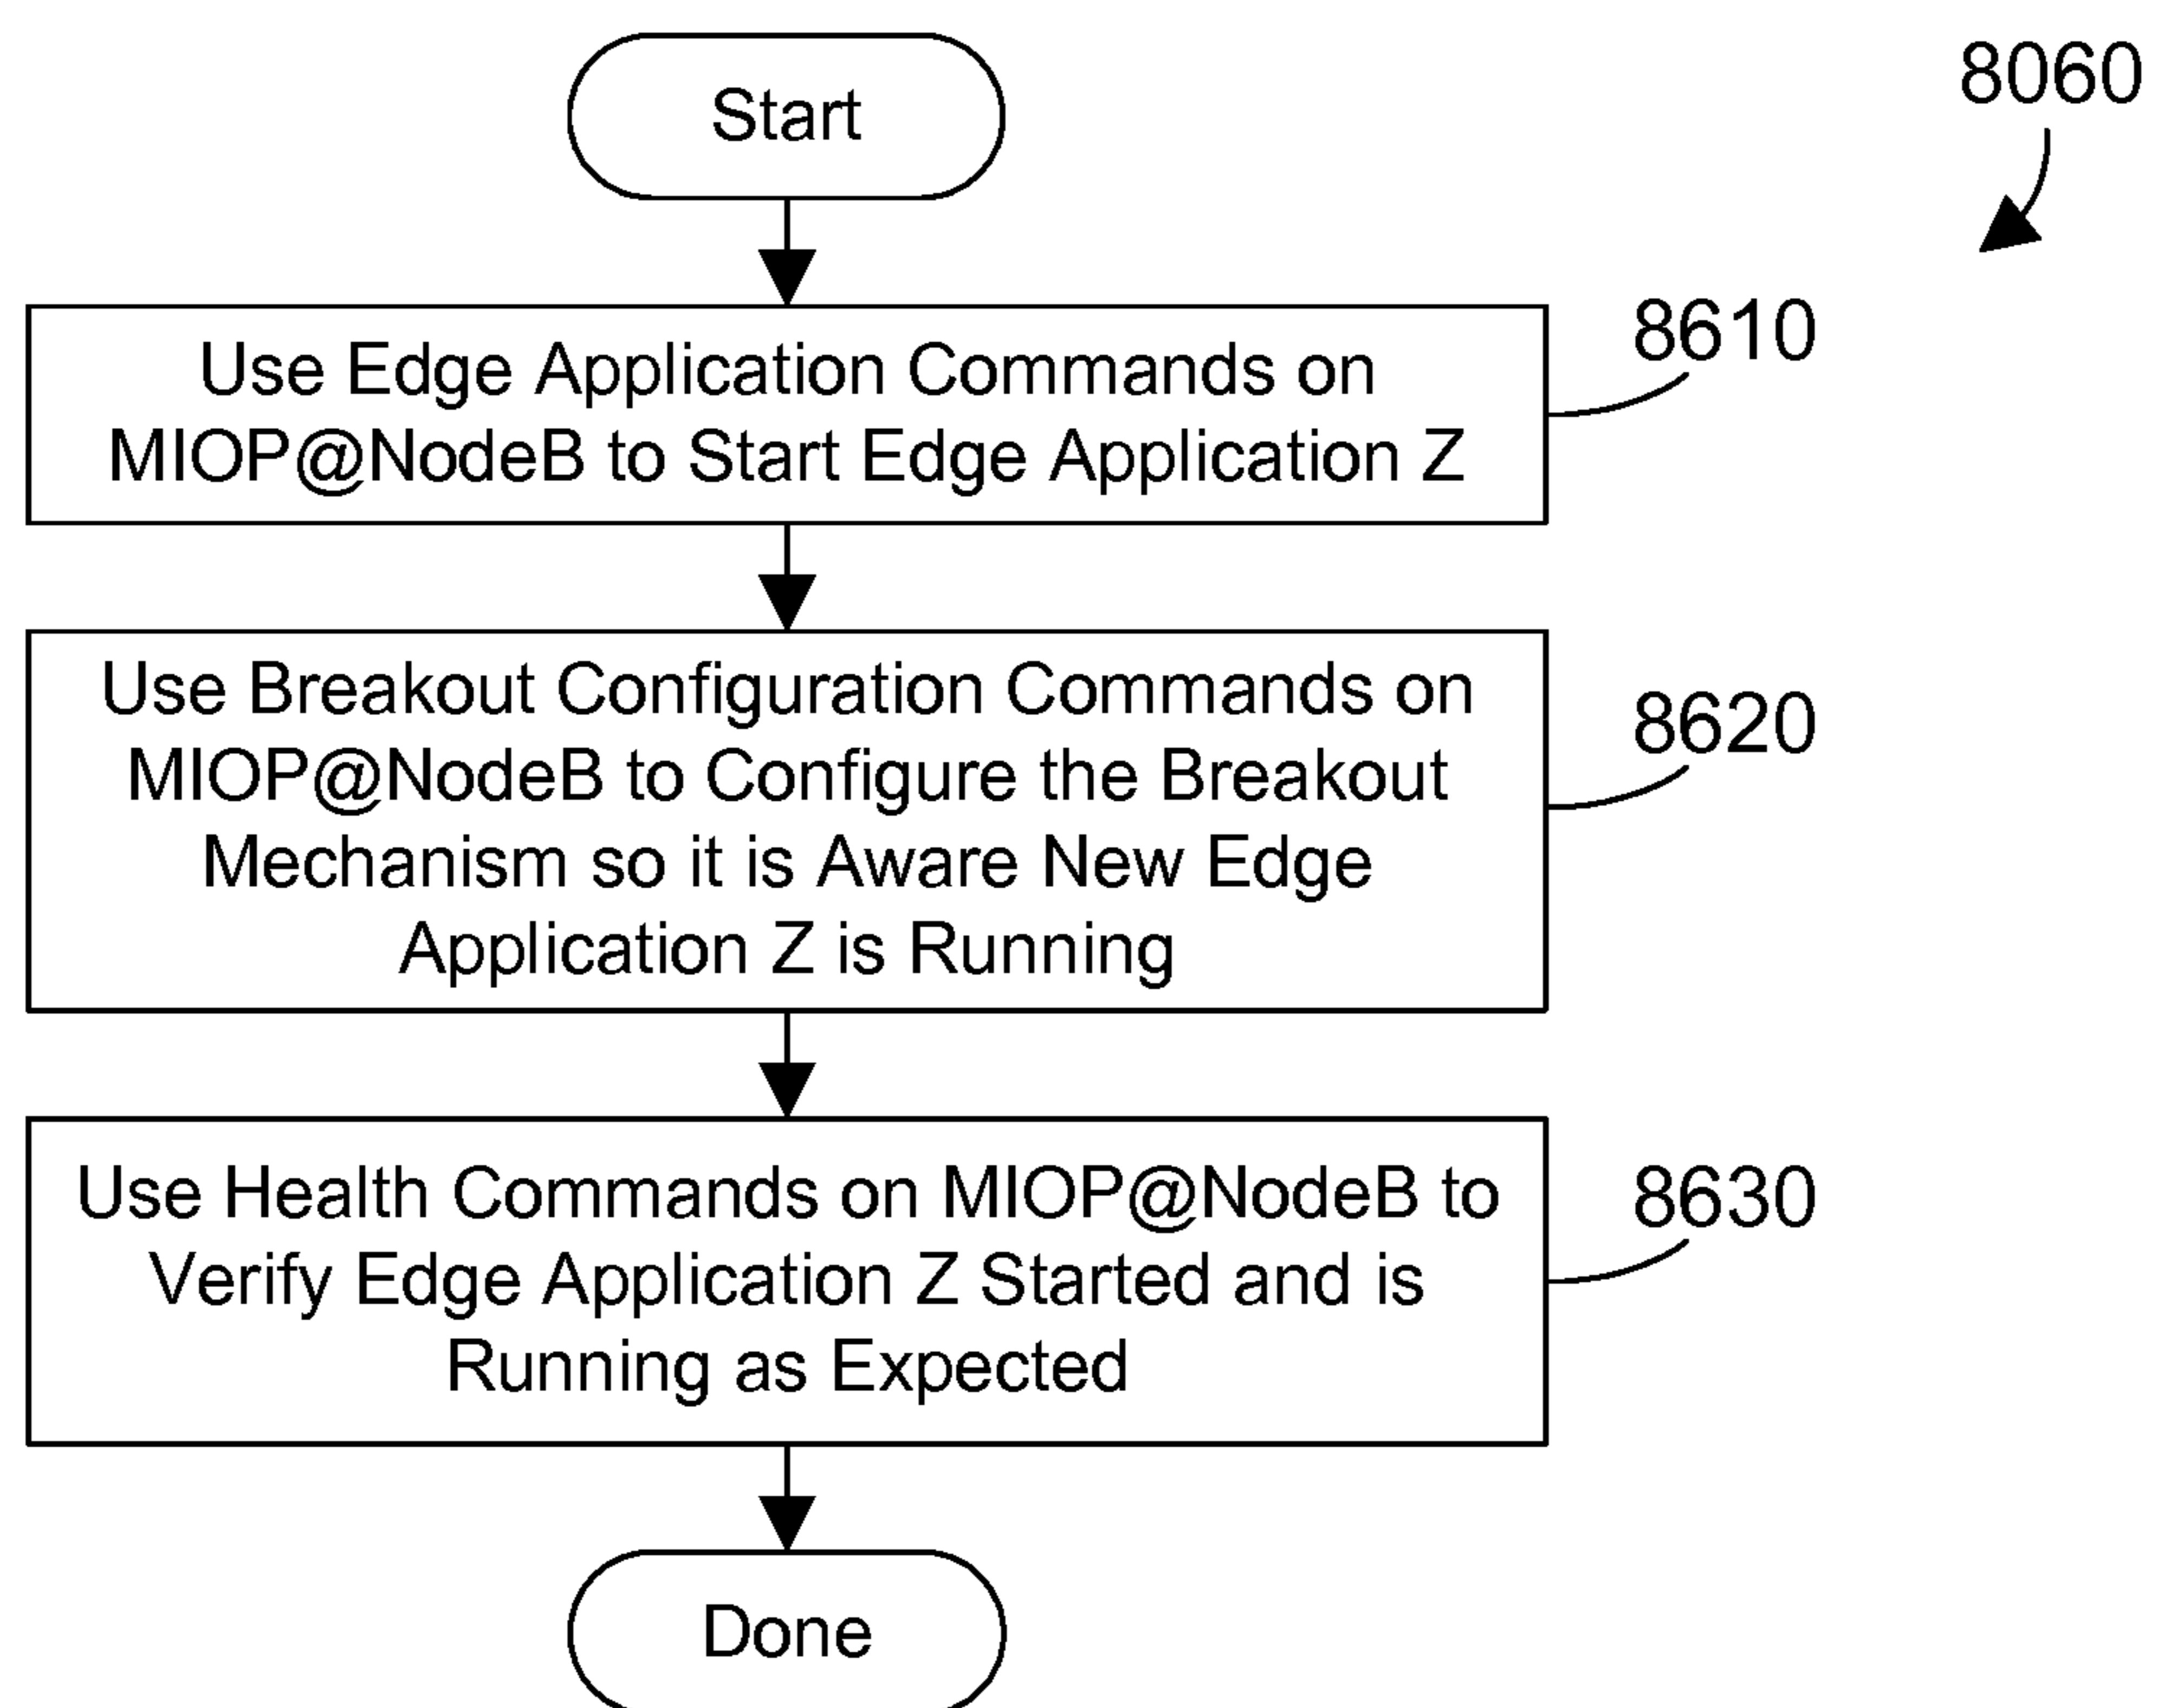 Start
8060
Use Edge Application Commands on
MIOP@NodeB to Start Edge Application Z
8610
Use Breakout Configuration Commands on
MIOP@NodeB to Configure the Breakout
Mechanism so it is Aware New Edge
Application Z is Running
8620
Use Health Commands on MIOP@NodeB to
Verify Edge Application Z Started and is
Running as Expected
8630
Done